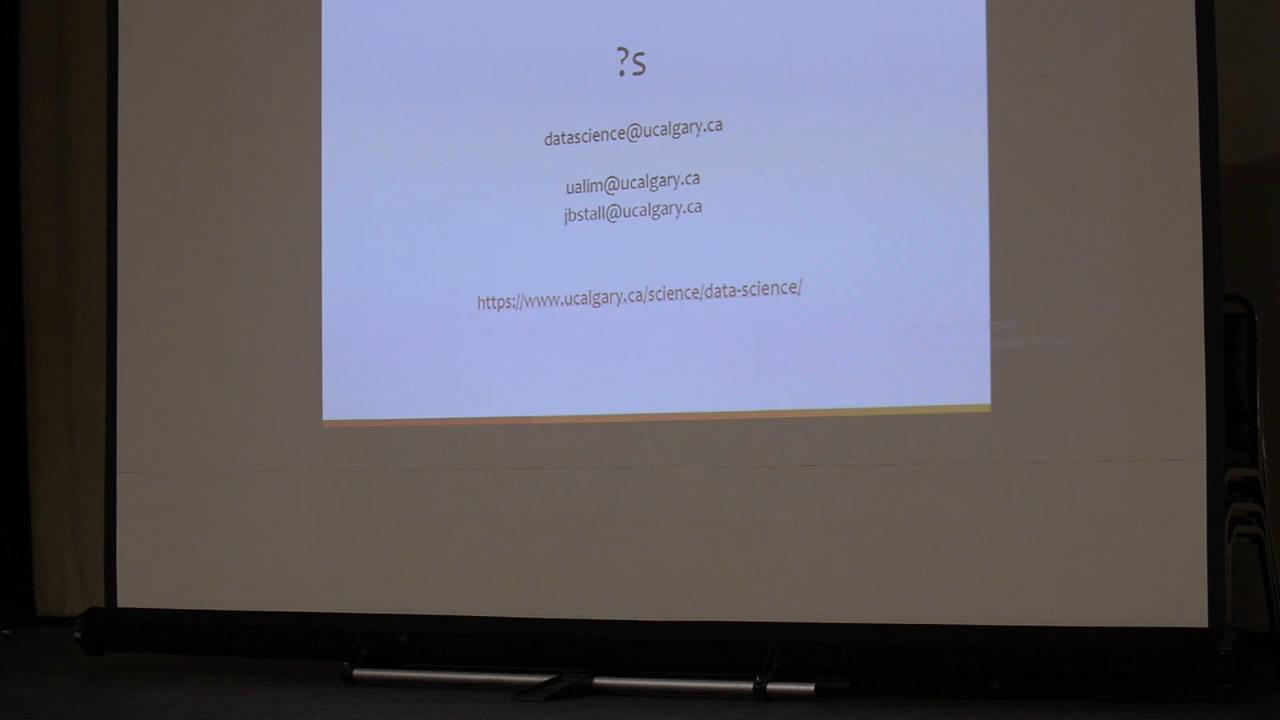 ?s
datascience@ucalgary.ca
ualim@ucalgary.ca
jbstall@ucalgary.ca
https://www.ucalgary.ca/science/data-science/